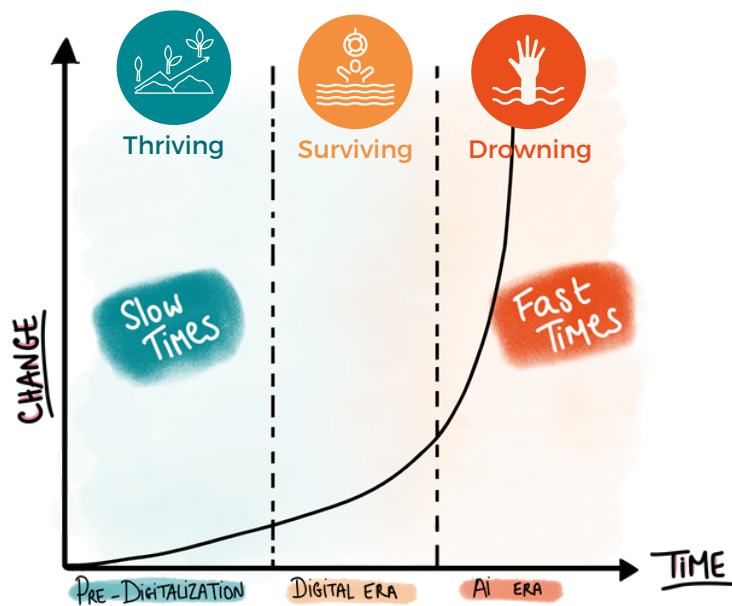 Thriving
Surviving
Drowning
Slow
Times
Fast
Times
CHANGE
TIME
PRE-DIGITALIZATION
DIGITAL ERA
Ai ERA